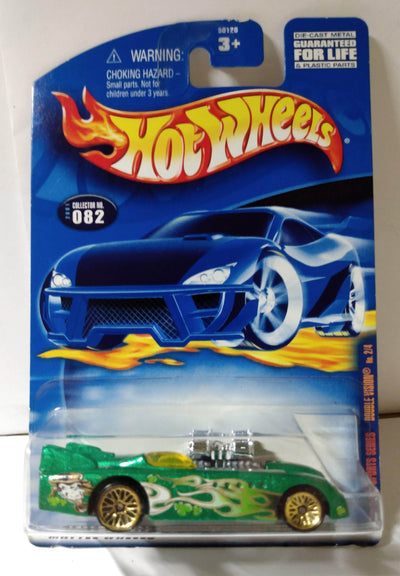 WARNING:
CHOKING HAZARD –
Small parts. Not for
children under 3 years.
3+
DIE-CAST METAL
GUARANTEED
FOR LIFE
& PLASTIC PARTS
HOT WHEELS
®
COLLECTOR NO.
082
DOUBLE VISION® No. 2/4
SERIES